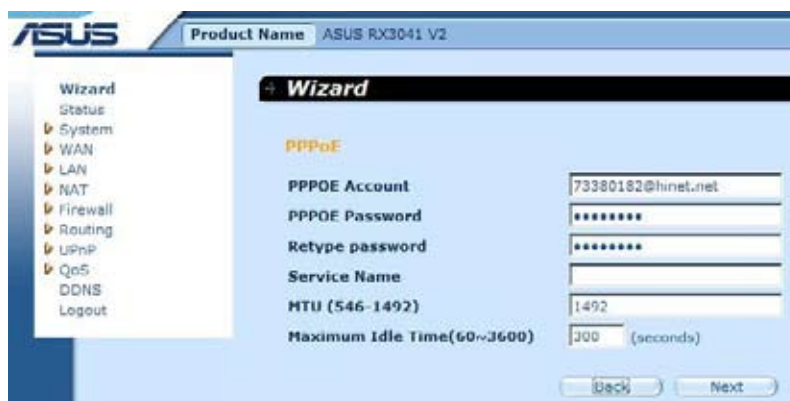 ASUS
Product Name ASUS RX3041 V2
Wizard
Status
System
WAN
LAN
NAT
Firewall
Routing
UPnP
QoS
DDNS
Logout
Wizard
PPPoE
PPPOE Account 73380182@hinet.net
PPPOE Password ••••••••
Retype password ••••••••
Service Name
MTU (546-1492) 1492
Maximum Idle Time(60~3600) 300 (seconds)
Back Next